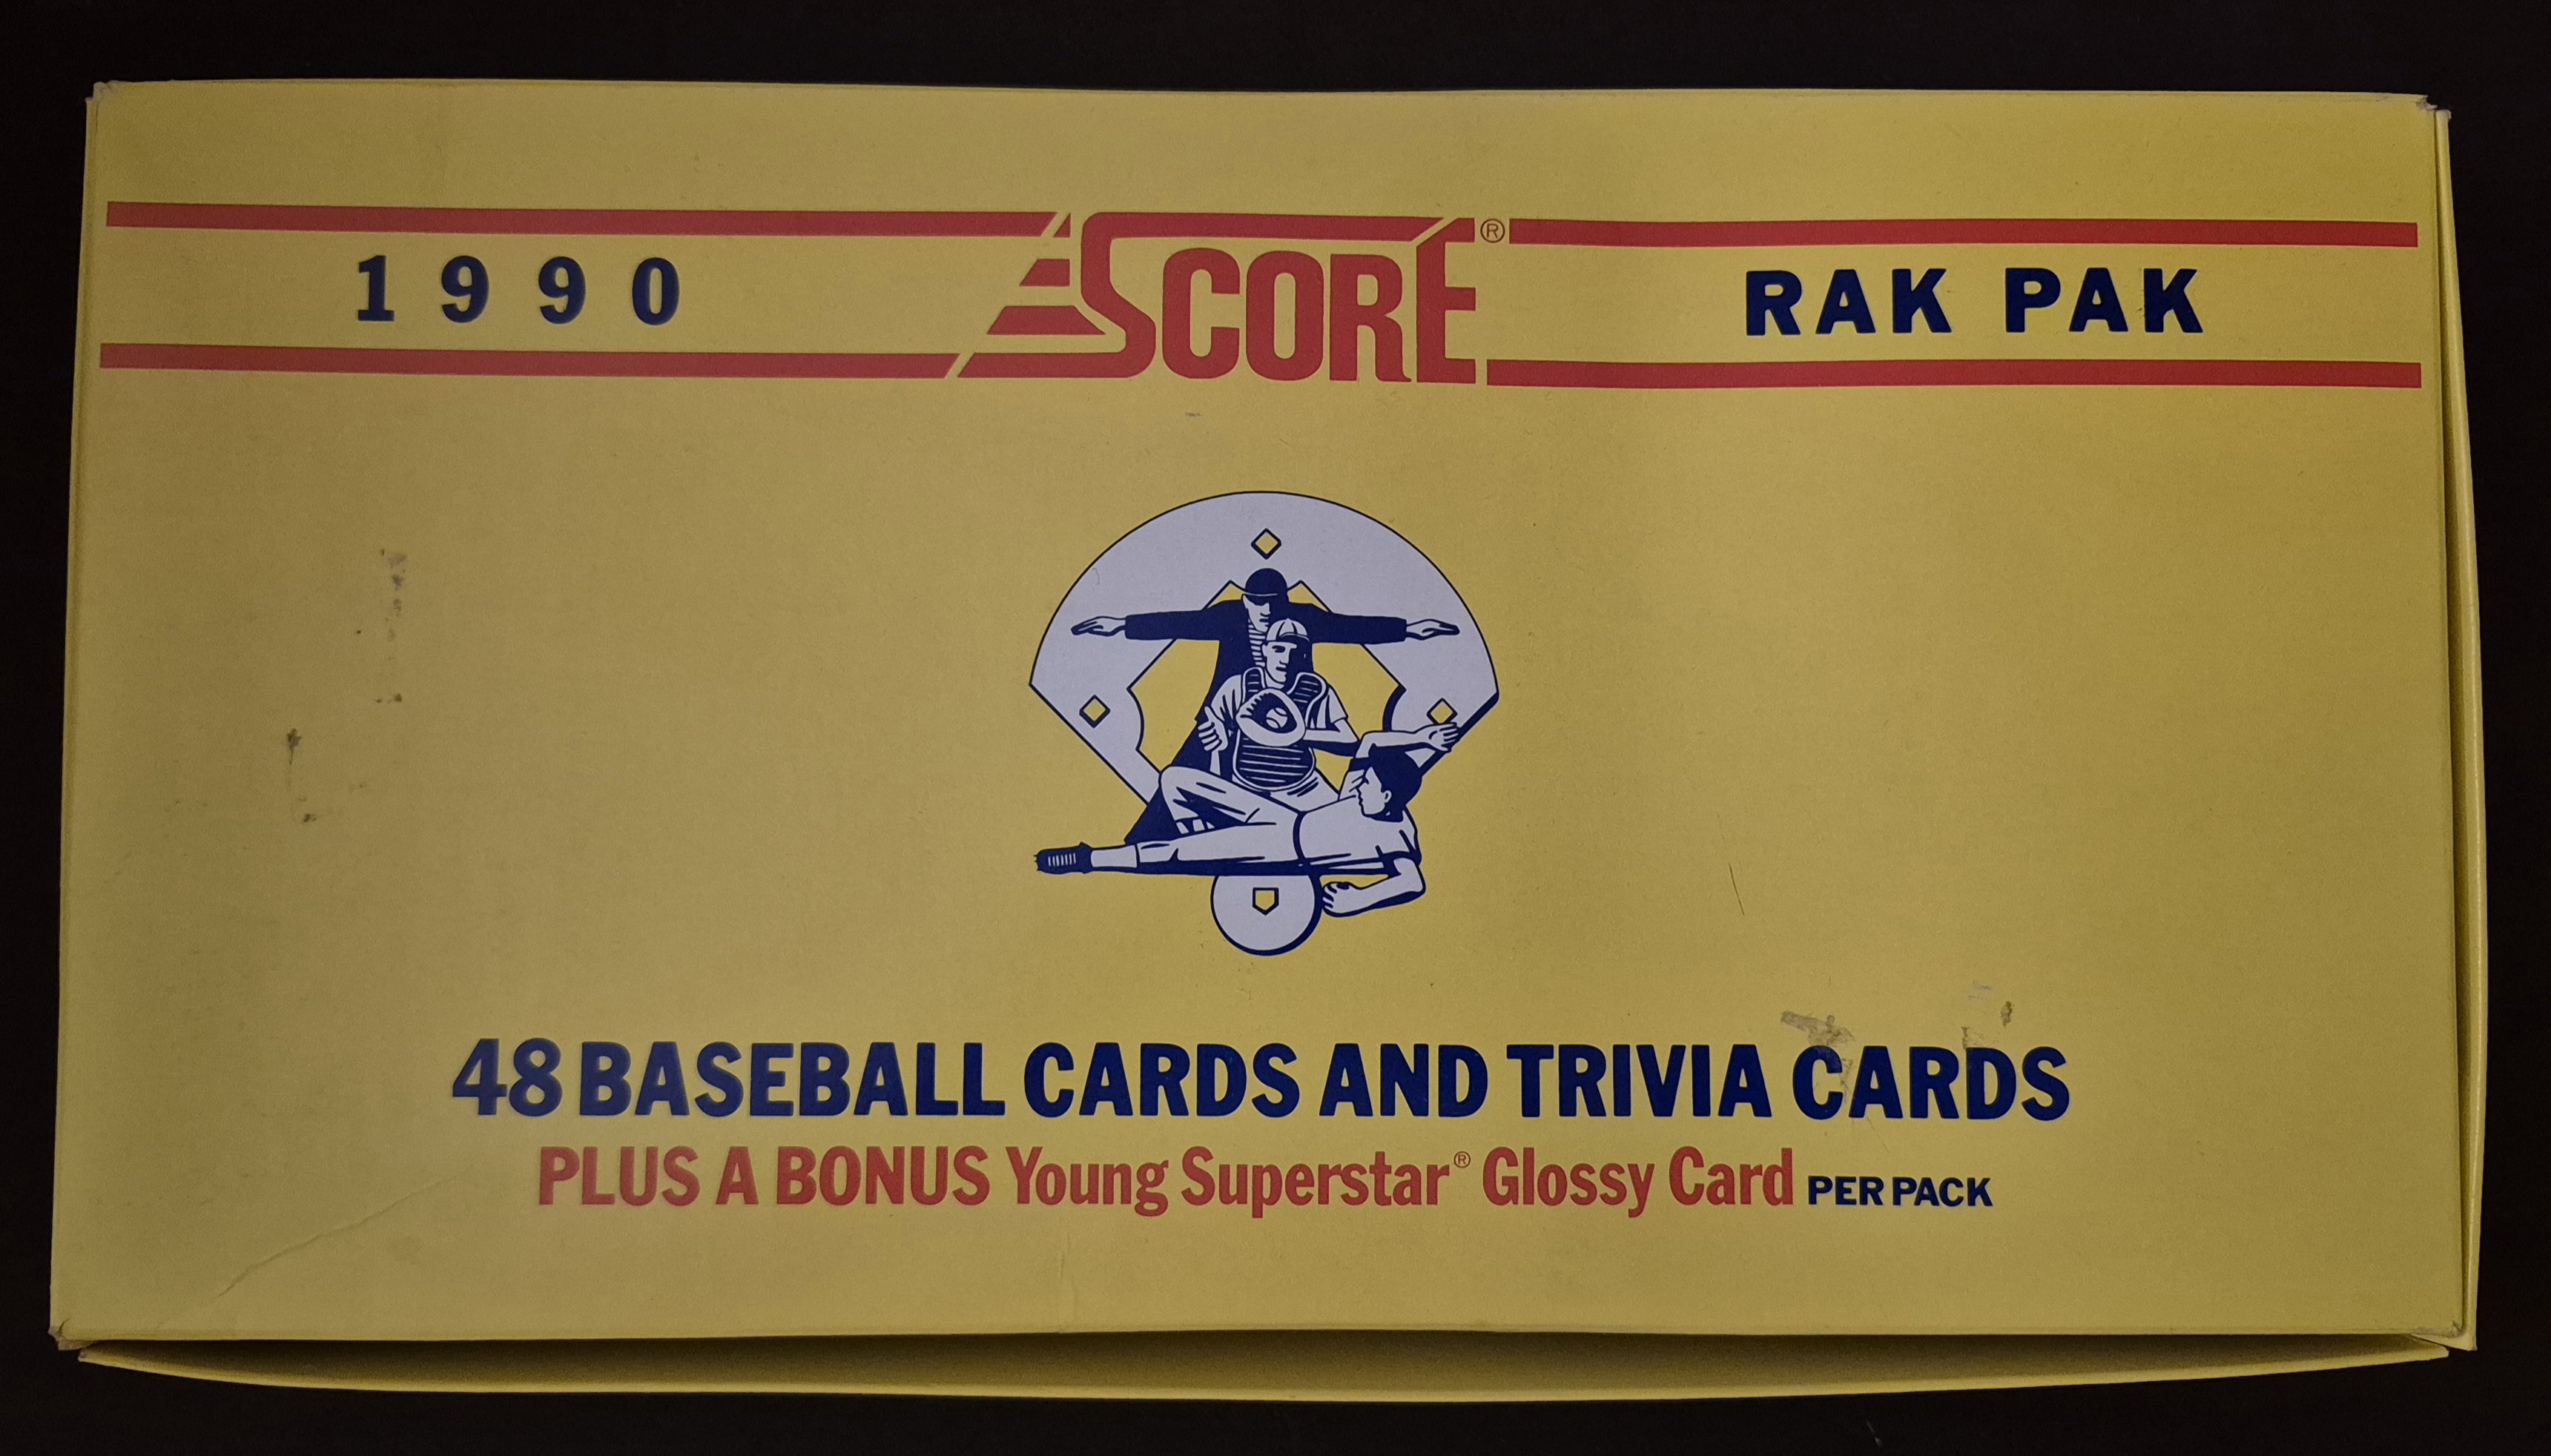 1990 SCORE® RAK PAK
48 BASEBALL CARDS AND TRIVIA CARDS
PLUS A BONUS Young Superstar® Glossy Card PER PACK